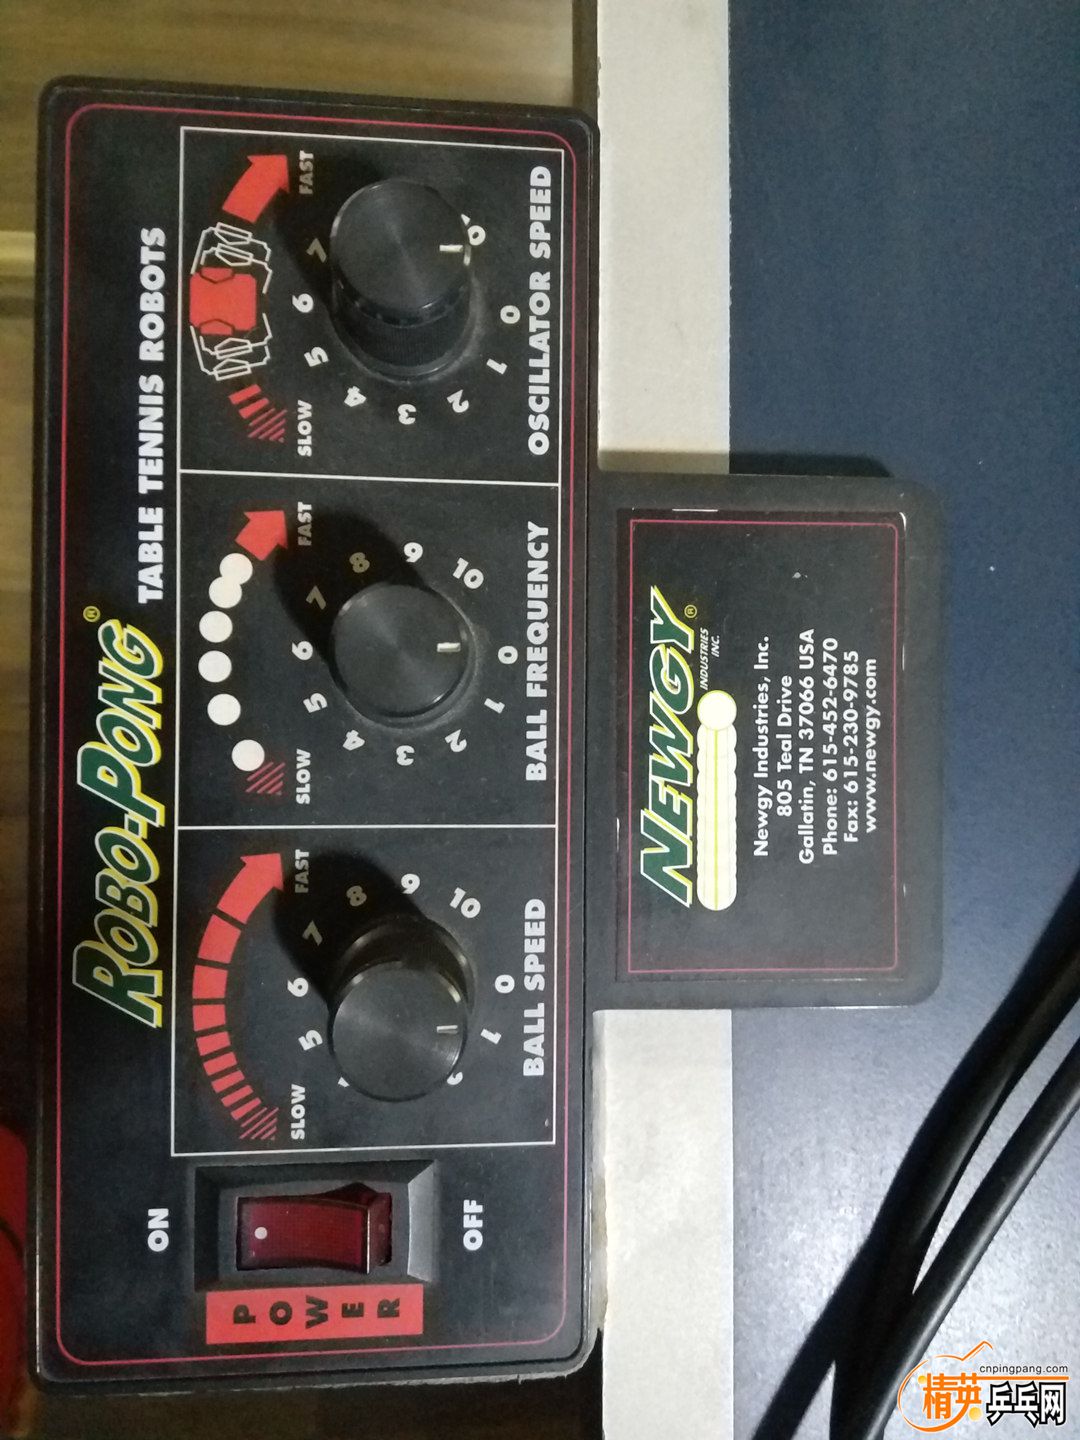 ROBO-PONG®
TABLE TENNIS ROBOTS
ON
POWER
OFF
SLOW
FAST
5
6
7
8
9
10
0
1
BALL SPEED
SLOW
FAST
3
4
5
6
7
8
9
10
0
1
2
BALL FREQUENCY
SLOW
FAST
3
4
5
6
7
0
1
2
OSCILLATOR SPEED
NEWGY®
INDUSTRIES
INC.
Newgy Industries, Inc.
805 Teal Drive
Gallatin, TN 37066 USA
Phone: 615-452-6470
Fax: 615-230-9785
www.newgy.com
cnpingpang.com
精英乒乓网